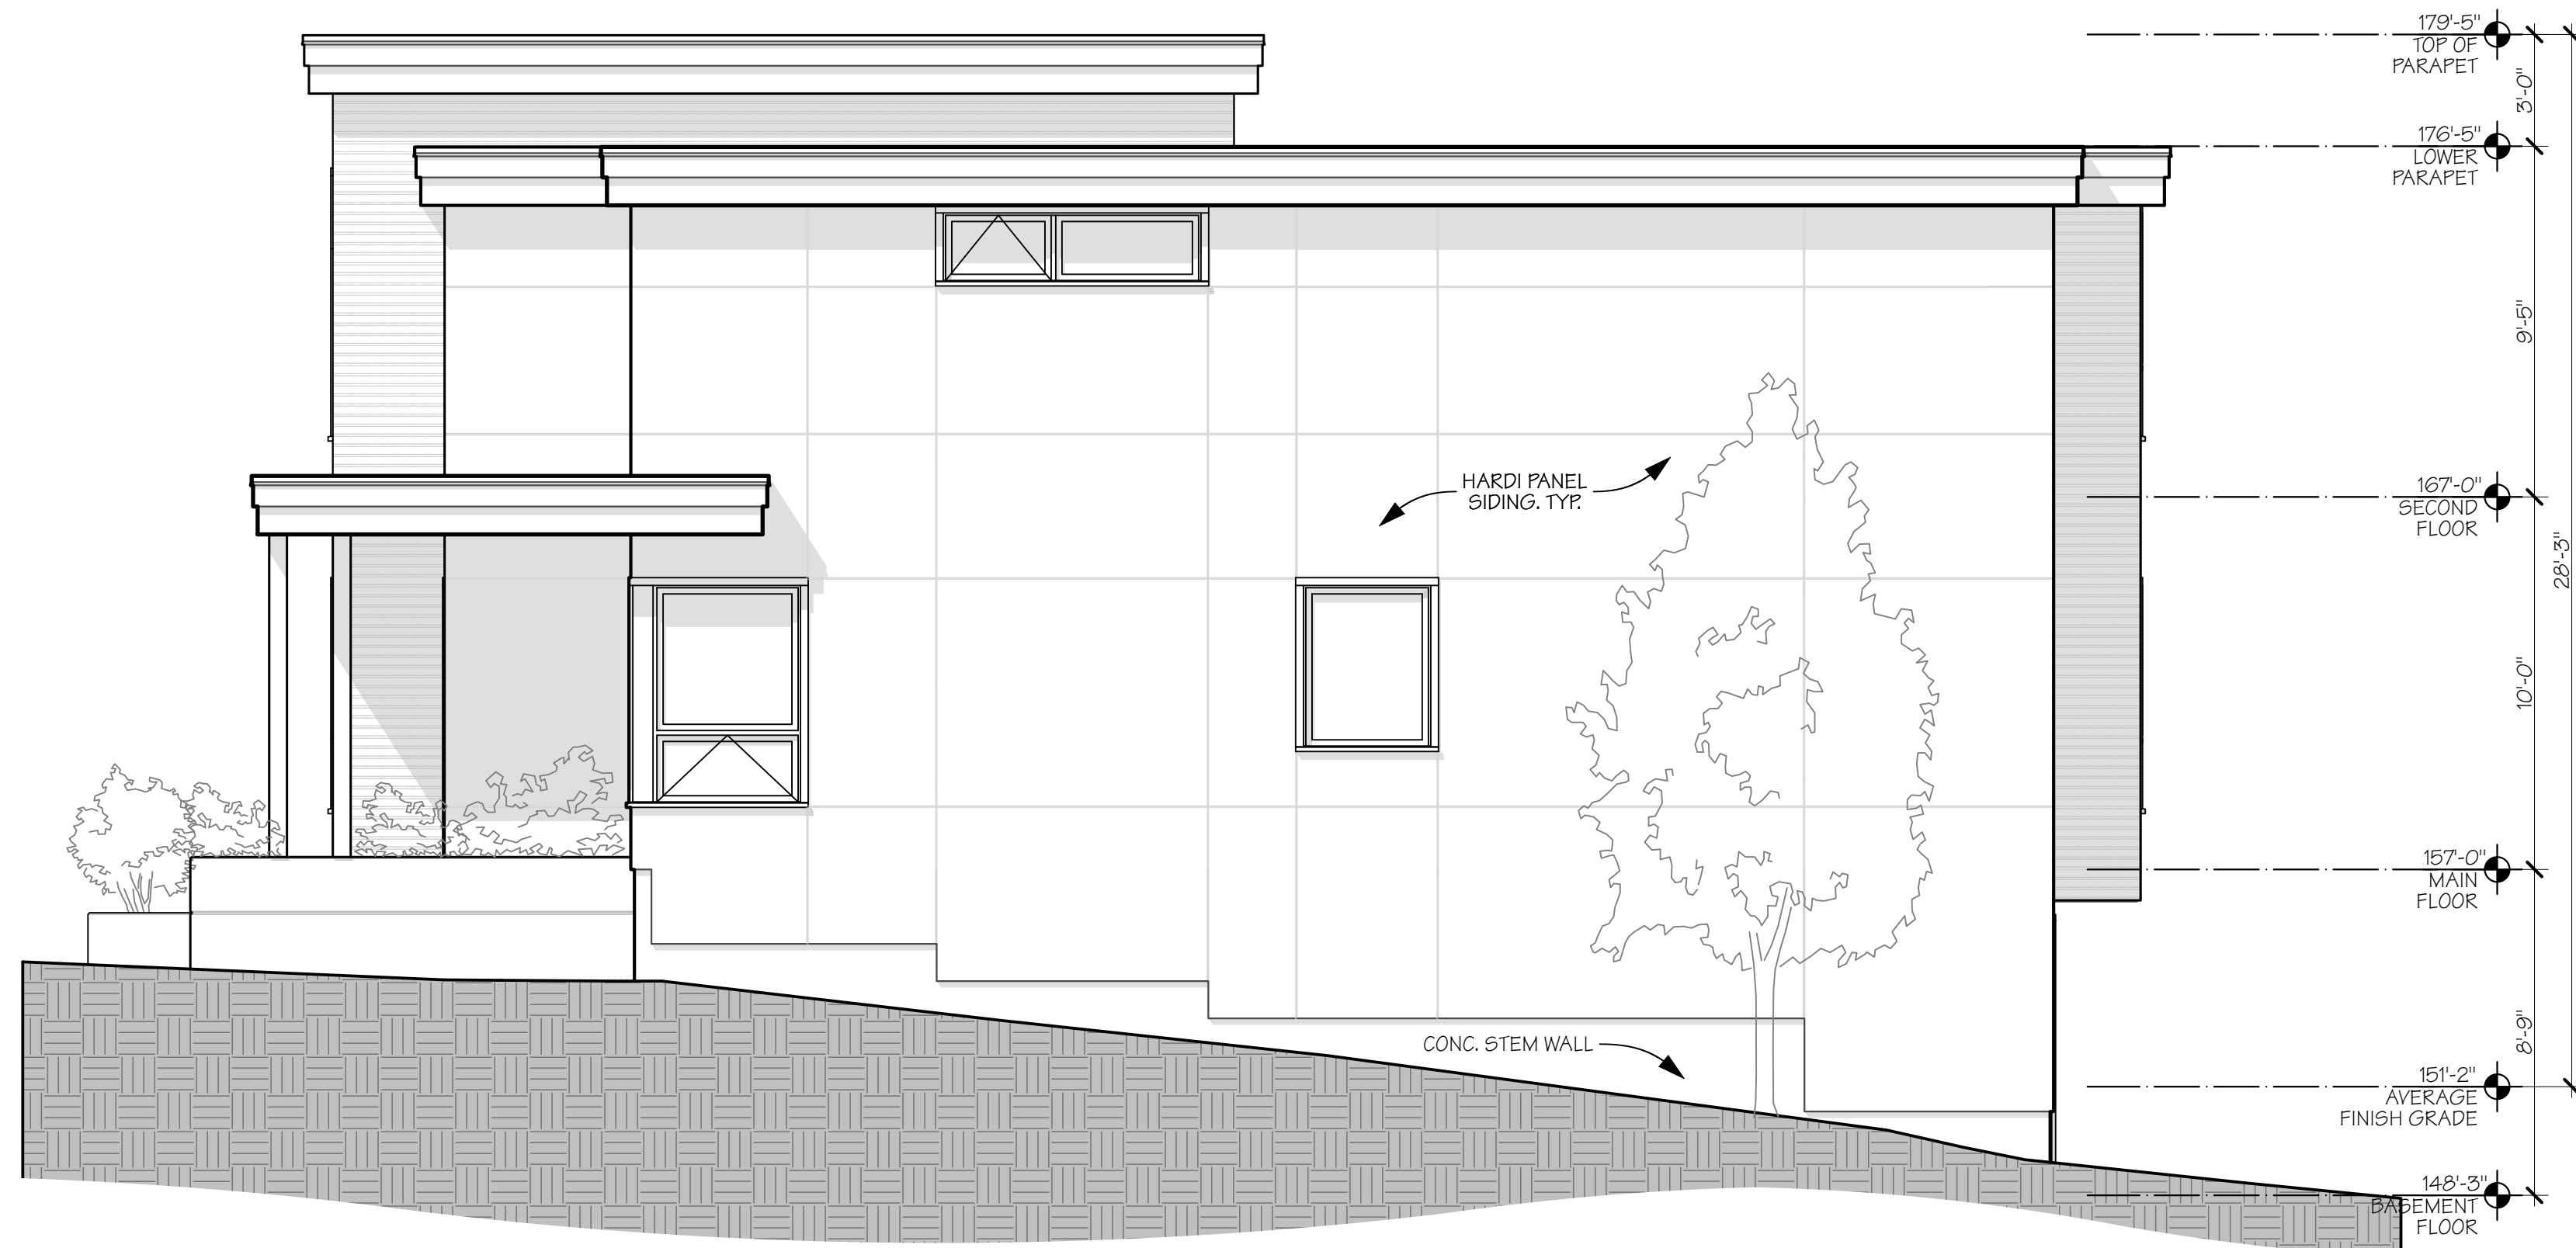 179'-5"
TOP OF
PARAPET
3'-0"
176'-5"
LOWER
PARAPET
9'-5"
HARDI PANEL
SIDING. TYP.
167'-0"
SECOND
FLOOR
28'-3"
10'-0"
157'-0"
MAIN
FLOOR
8'-9"
CONC. STEM WALL
151'-2"
AVERAGE
FINISH GRADE
148'-3"
BASEMENT
FLOOR